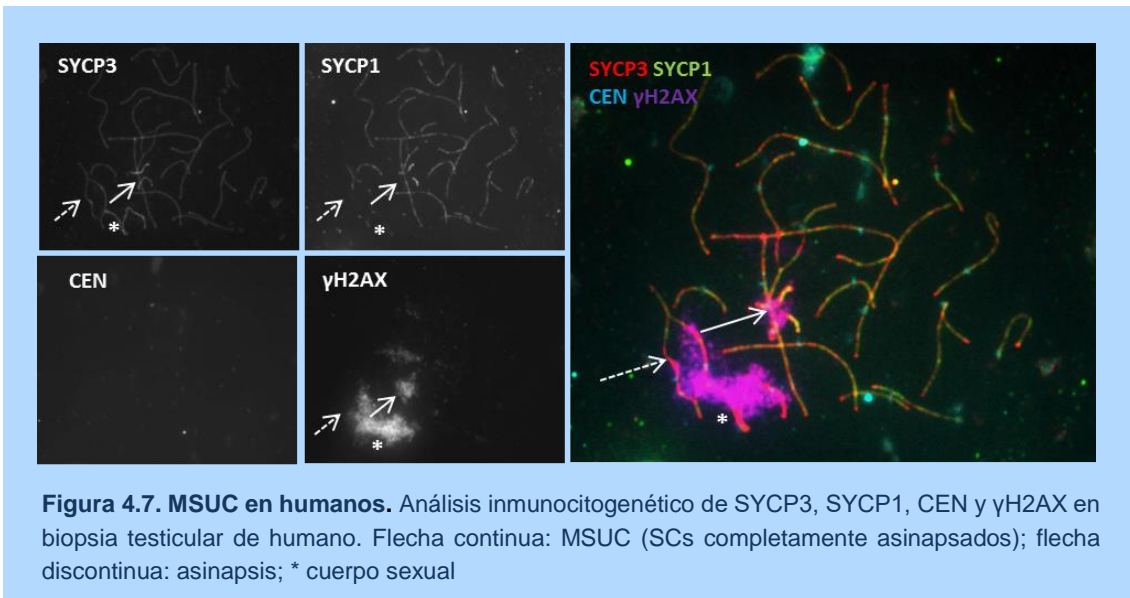 SYCP3
SYCP1
SYCP3 SYCP1
CEN γH2AX
CEN
γH2AX
*
*
*
*
Figura 4.7. MSUC en humanos. Análisis inmunocitogenético de SYCP3, SYCP1, CEN y γH2AX en
biopsia testicular de humano. Flecha continua: MSUC (SCs completamente asinapsados); flecha
discontinua: asinapsis; * cuerpo sexual